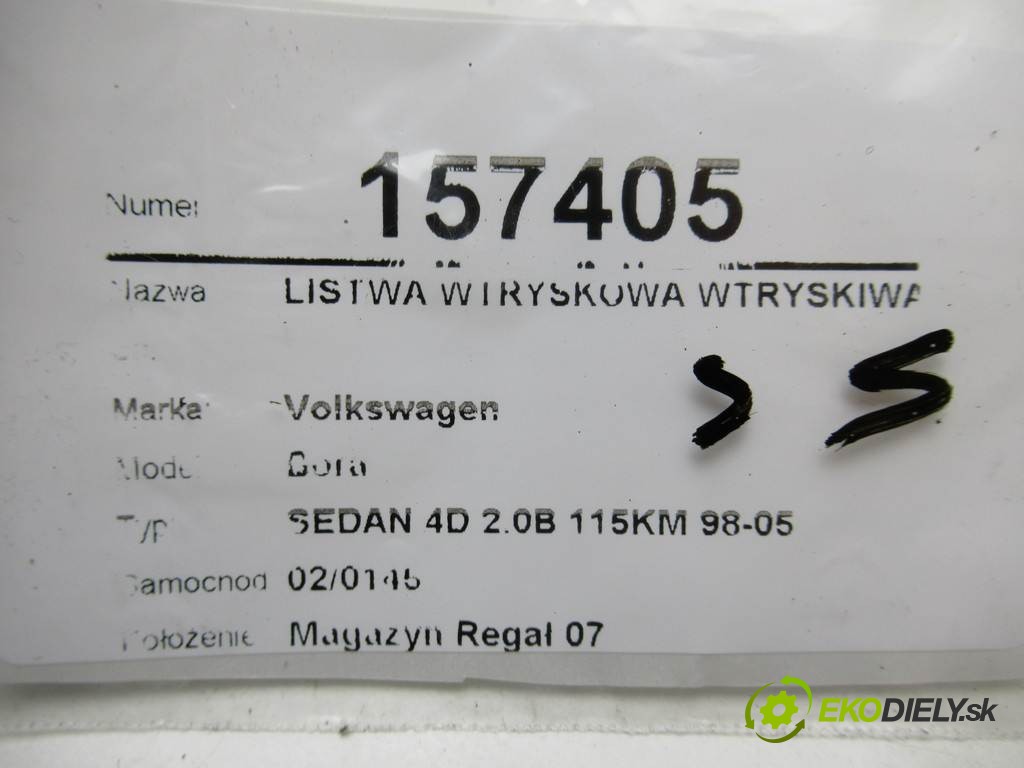 Numer 157405
Nazwa LISTWA WTRYSKOWA WTRYSKIWA
Marka Volkswagen
Model Bora
Typ SEDAN 4D 2.0B 115KM 98-05
Samochod 02/0145
Położenie Magazyn Regał 07
EKODIELY.sk